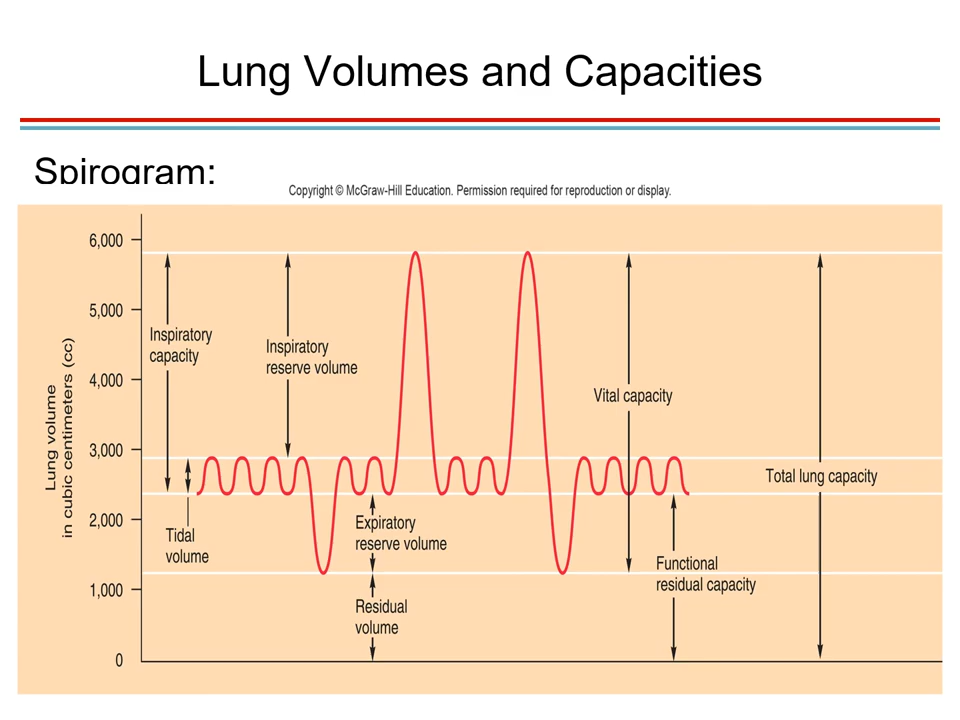 Lung Volumes and Capacities
Spirogram:
Copyright © McGraw-Hill Education. Permission required for reproduction or display.
Lung volume
in cubic centimeters (cc)
6,000
5,000
4,000
3,000
2,000
1,000
0
Inspiratory
capacity
Tidal
volume
Inspiratory
reserve volume
Expiratory
reserve volume
Residual
volume
Vital capacity
Functional
residual capacity
Total lung capacity